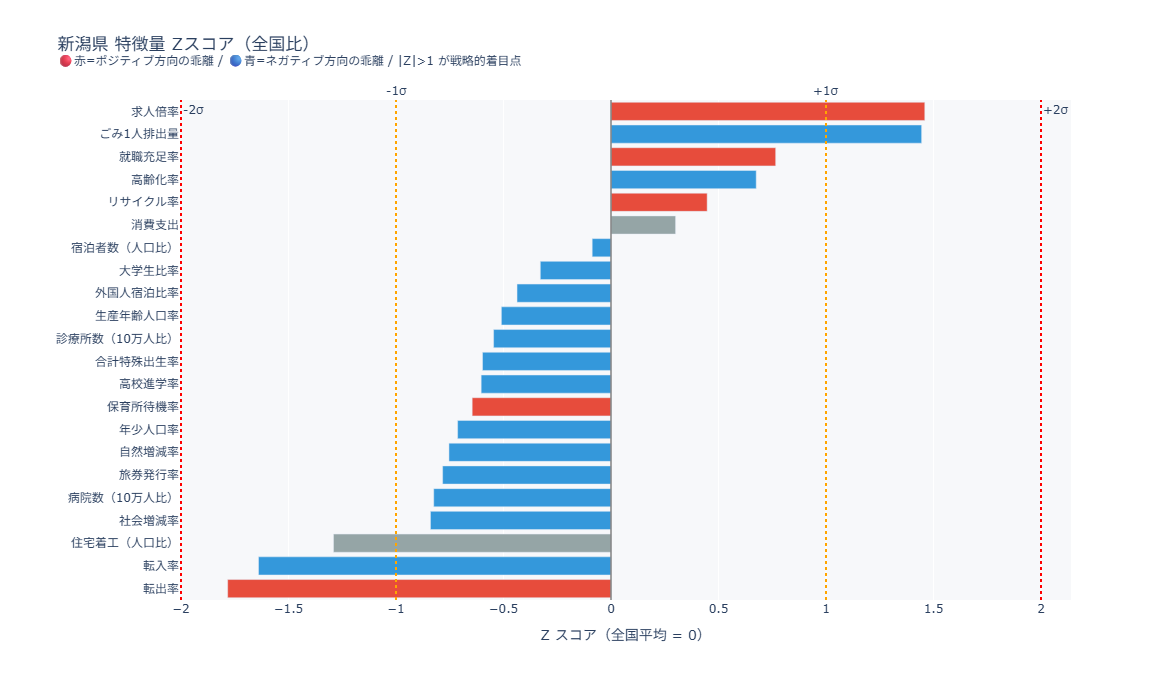 新潟県 特徴量 Zスコア（全国比）
🔴赤=ポジティブ方向の乖離 / 🔵青=ネガティブ方向の乖離 / |Z|>1 が戦略的着目点
-1σ
+1σ
-2σ
+2σ
求人倍率
ごみ1人排出量
就職充足率
高齢化率
リサイクル率
消費支出
宿泊者数（人口比）
大学生比率
外国人宿泊比率
生産年齢人口率
診療所数（10万人比）
合計特殊出生率
高校進学率
保育所待機率
年少人口率
自然増減率
旅券発行率
病院数（10万人比）
社会増減率
住宅着工（人口比）
転入率
転出率
−2
−1.5
−1
−0.5
0
0.5
1
1.5
2
Z スコア（全国平均 = 0）